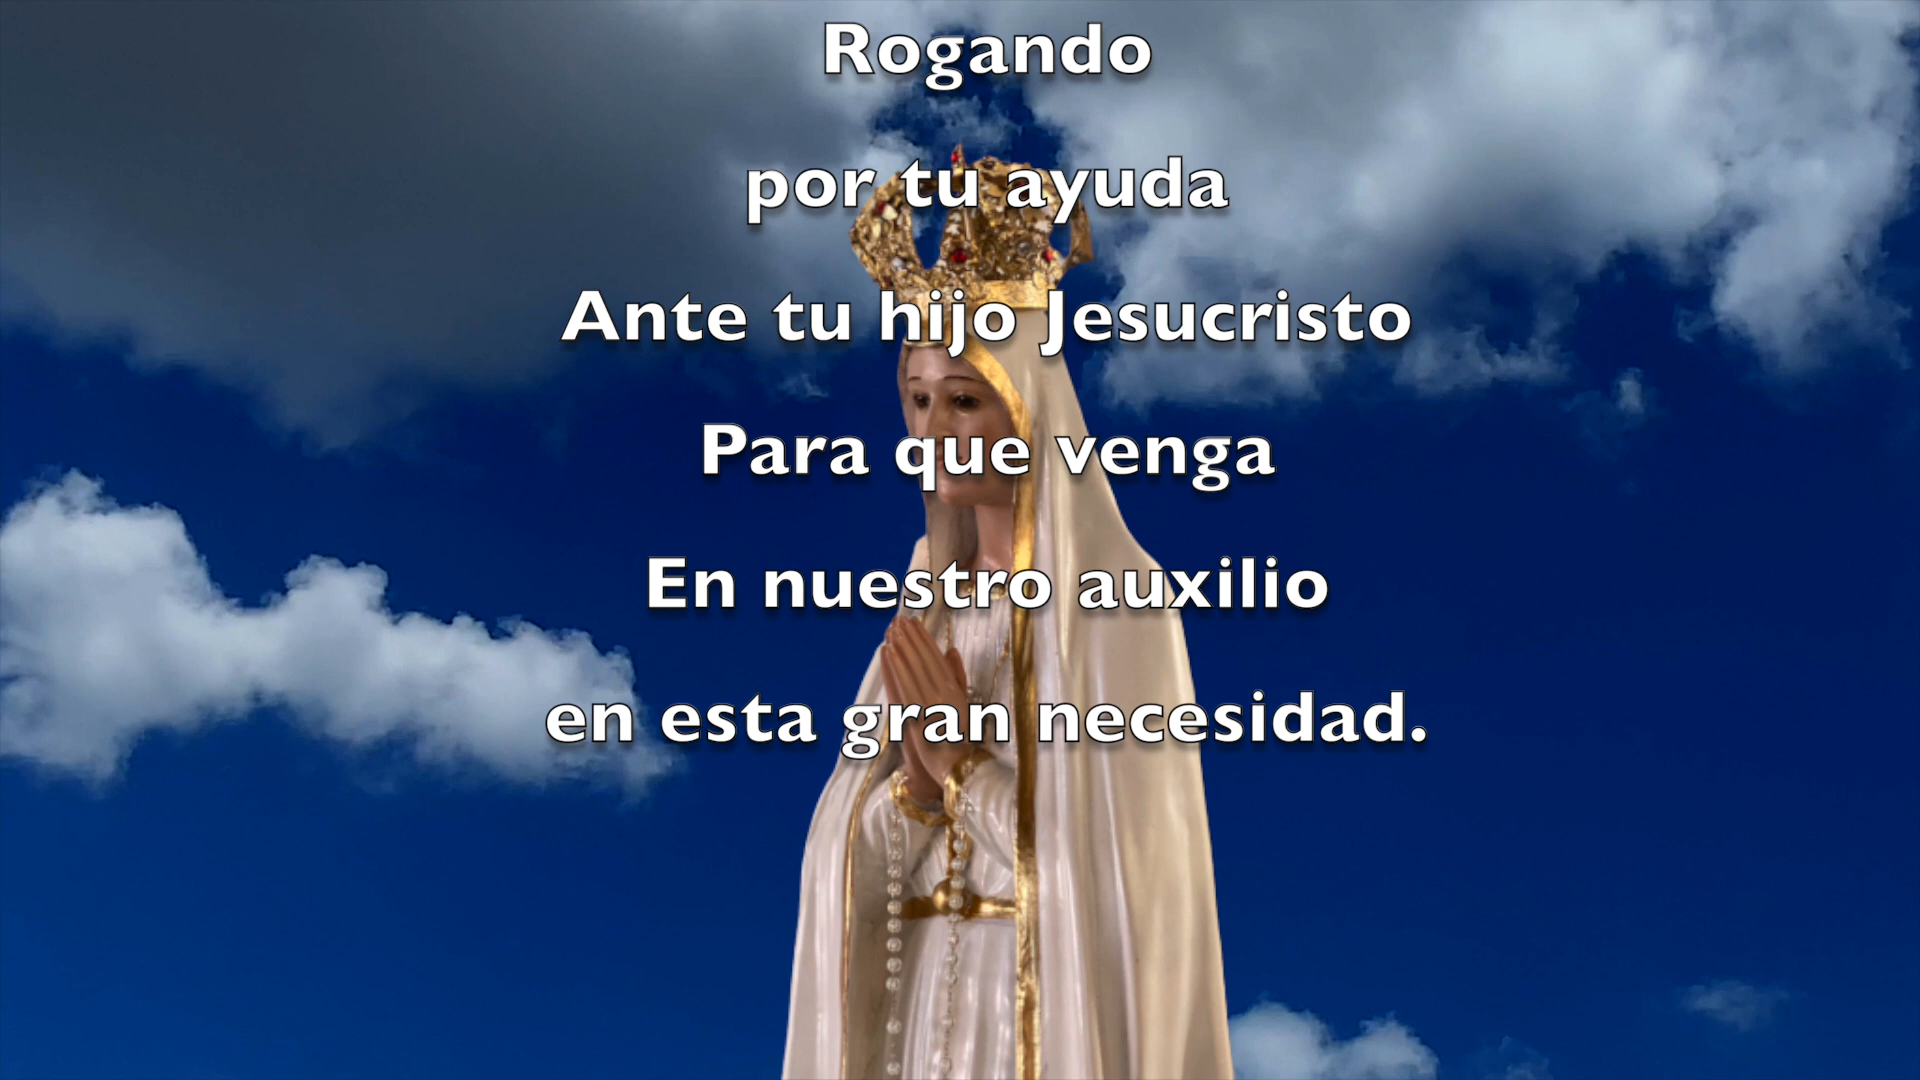 Rogando
por tu ayuda
Ante tu hijo Jesucristo
Para que venga
En nuestro auxilio
en esta gran necesidad.